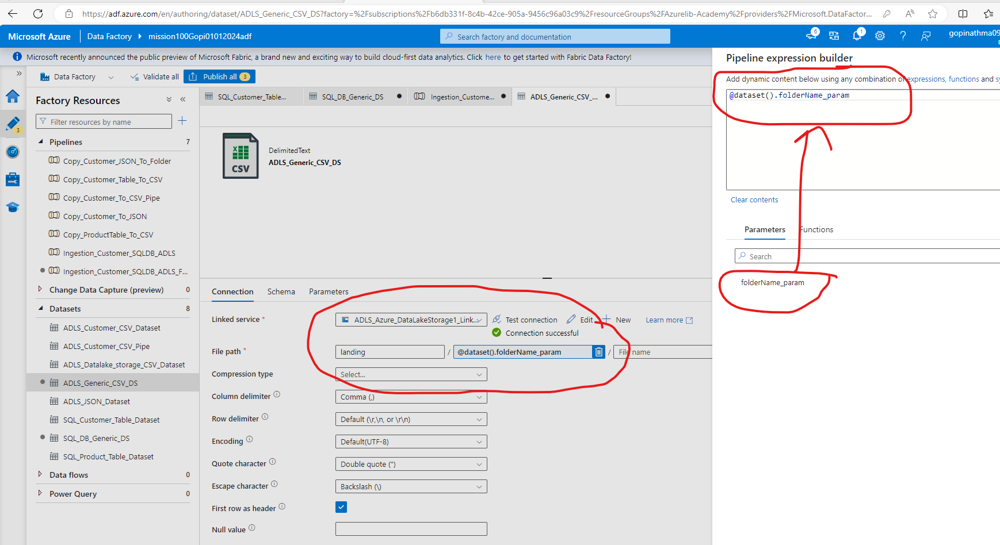 https://adf.azure.com/en/authoring/dataset/ADLS_Generic_CSV_DS?factory=%2Fsubscriptions%2Fb6db331f-8c4b-42ce-905a-9456c96a03c9%2FresourceGroups%2FAzurelib-Academy%2Fproviders%2FMicrosoft.DataFactor...
Microsoft Azure
Data Factory
mission100Gopi01012024adf
Search factory and documentation
6
1
gopinathma09
Microsoft recently announced the public preview of Microsoft Fabric, a brand new and exciting way to build cloud-first data analytics. Click here to get started with Fabric Data Factory!
Data Factory
Validate all
Publish all 3
Factory Resources
Filter resources by name
3
Pipelines 7
Copy_Customer_JSON_To_Folder
Copy_Customer_Table_To_CSV
Copy_Customer_To_CSV_Pipe
Copy_Customer_To_JSON
Copy_ProductTable_To_CSV
Ingestion_Customer_SQLDB_ADLS
Ingestion_Customer_SQLDB_ADLS_F...
Change Data Capture (preview) 0
Datasets 8
ADLS_Customer_CSV_Dataset
ADLS_Customer_CSV_Pipe
ADLS_Datalake_storage_CSV_Dataset
ADLS_Generic_CSV_DS
ADLS_JSON_Dataset
SQL_Customer_Table_Dataset
SQL_DB_Generic_DS
SQL_Product_Table_Dataset
Data flows 0
Power Query 0
SQL_Customer_Table...
SQL_DB_Generic_DS
Ingestion_Custome...
ADLS_Generic_CSV_...
CSV
DelimitedText
ADLS_Generic_CSV_DS
Connection Schema Parameters
Linked service *
ADLS_Azure_DataLakeStorage1_Link...
Test connection Edit New Learn more
Connection successful
File path *
landing / @dataset().folderName_param / File name
Compression type Select...
Column delimiter Comma (,)
Row delimiter Default (\r,\n, or \r\n)
Encoding Default(UTF-8)
Quote character Double quote (")
Escape character Backslash (\)
First row as header
Null value
Pipeline expression builder
Add dynamic content below using any combination of expressions, functions and
@dataset().folderName_param
Clear contents
Parameters Functions
Search
folderName_param